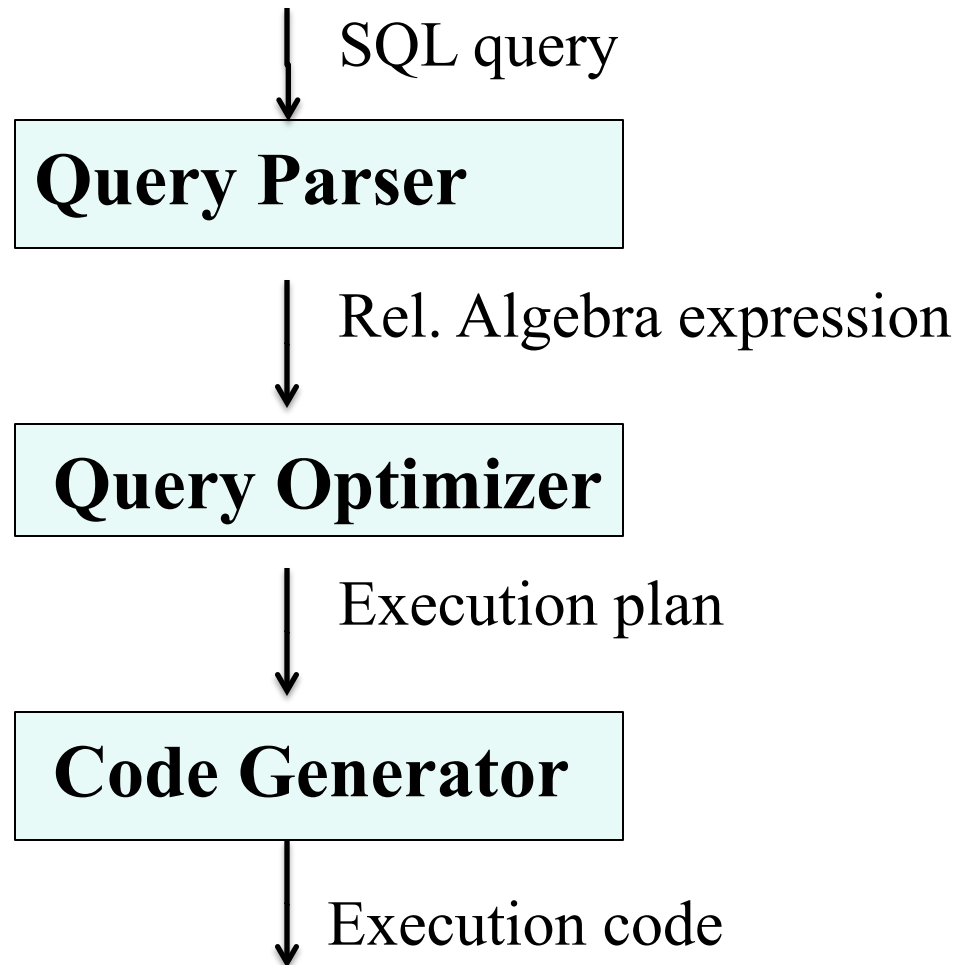 SQL query
Query Parser
Rel. Algebra expression
Query Optimizer
Execution plan
Code Generator
Execution code